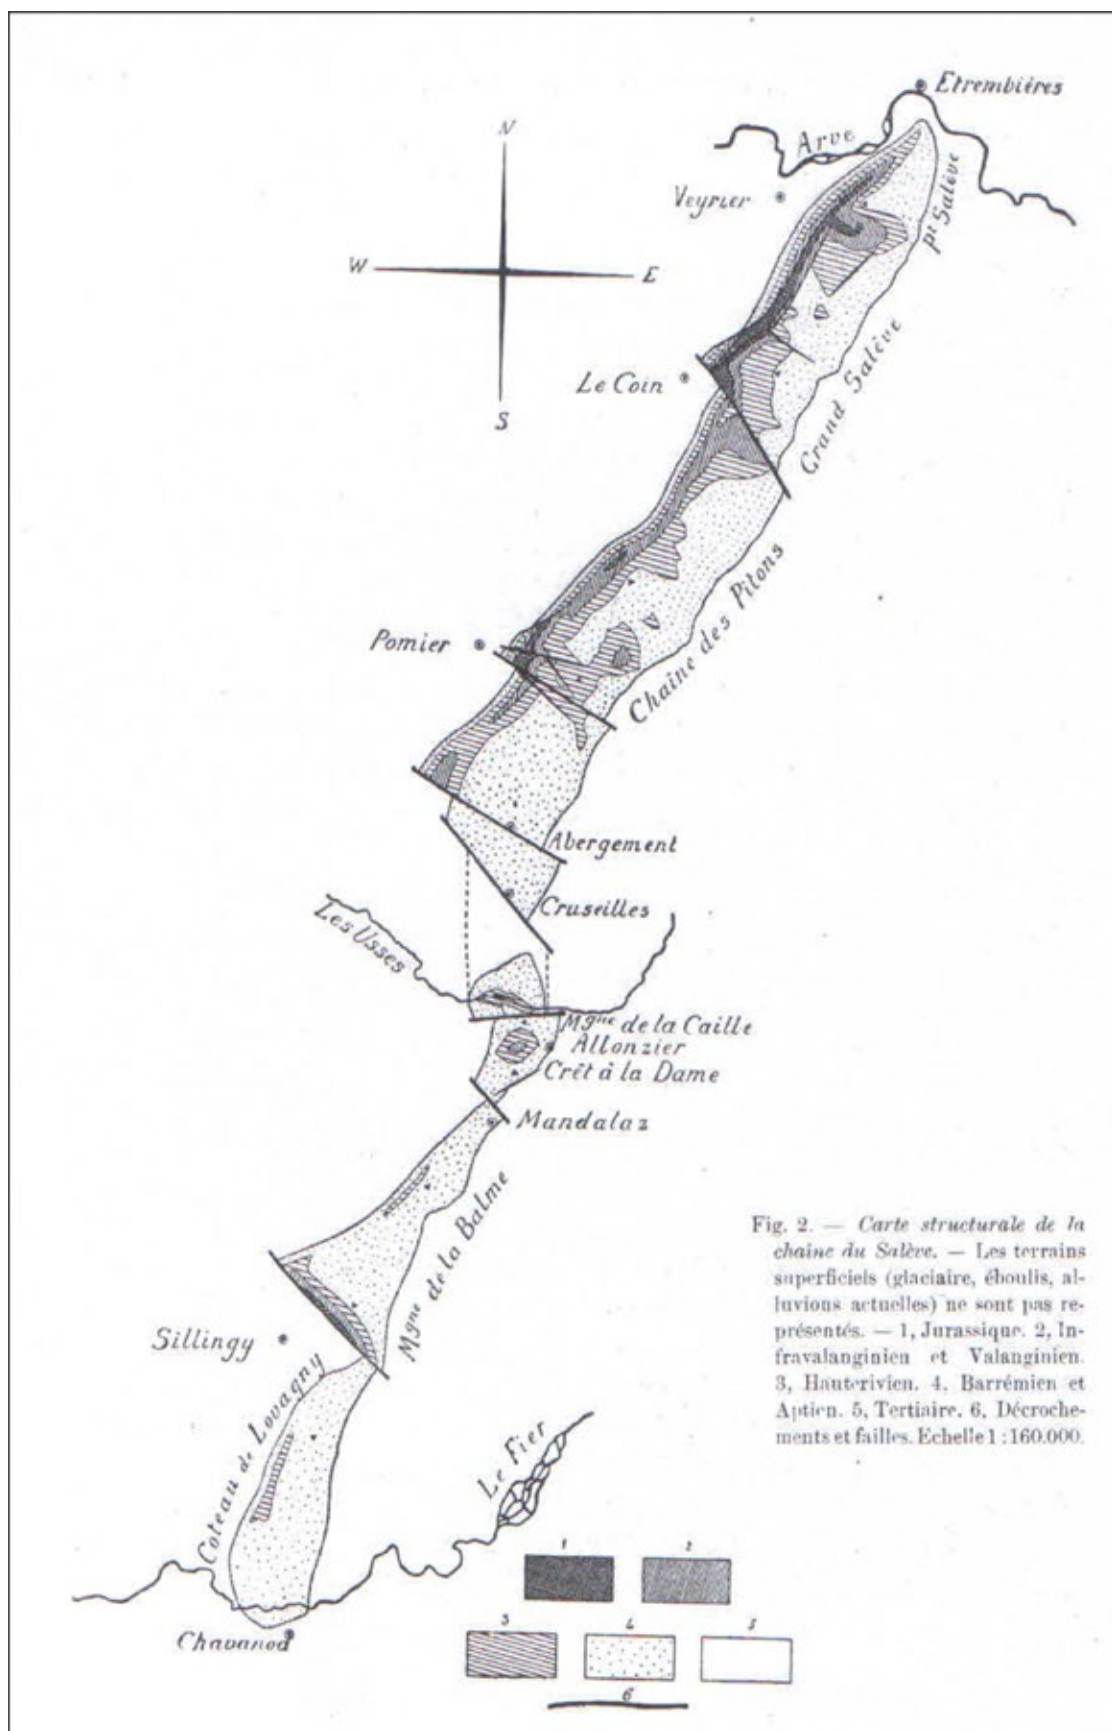 Etrembières
Arve
N
Veyrier
pt Salève
W
E
Le Coin
S
Grand Salève
Pomier
Chaîne des Pitons
Abergement
Les Usses
Cruseilles
Mgne de la Caille
Allonzier
Crêt à la Dame
Mandalaz
Mgne de la Balme
Sillingy
Coteau de Lovagny
Le Fier
Chavanod
Fig. 2. — Carte structurale de la
chaîne du Salève. — Les terrains
superficiels (glaciaire, éboulis, al-
luvions actuelles) ne sont pas re-
présentés. — 1, Jurassique. 2, In-
fravalanginien et Valanginien.
3, Hauterivien. 4, Barrémien et
Aptien. 5, Tertiaire. 6, Décroche-
ments et failles. Echelle 1 : 160.000.
1
2
3
4
5
6